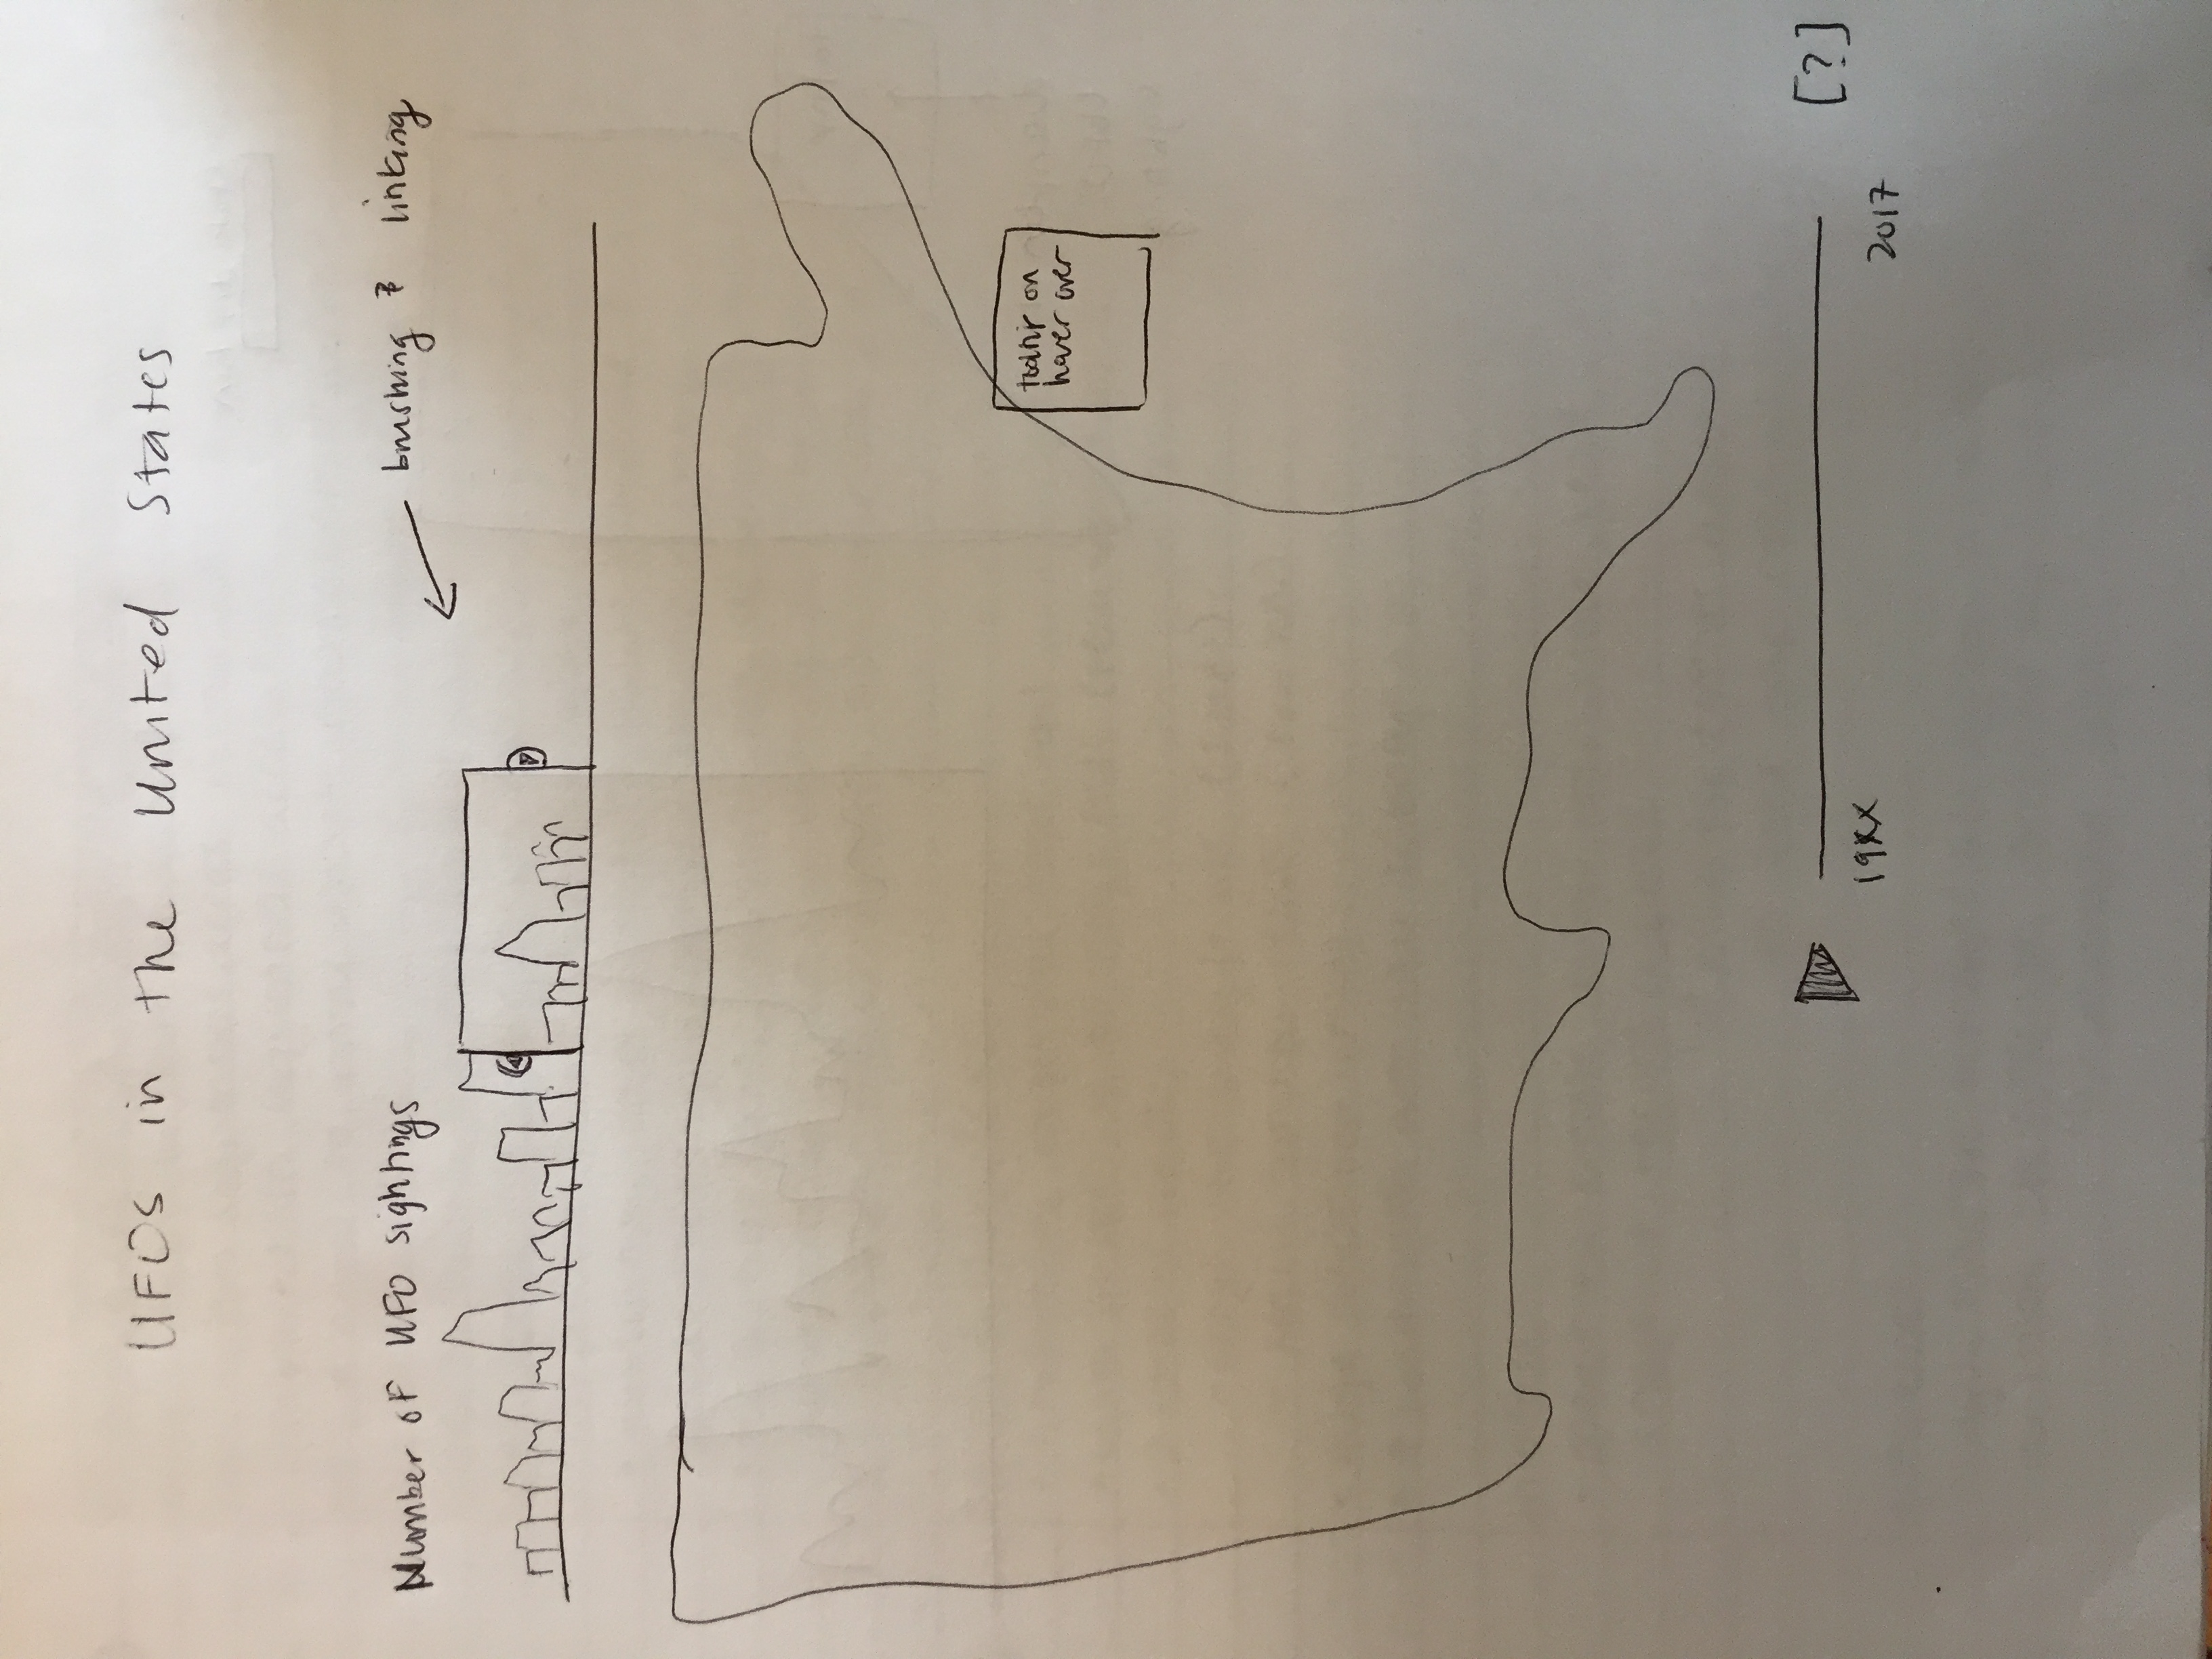 UFOs in the United States
Number of UFO sightings
brushing & linking
tooltip on
hover over
[?]
19XX
2017